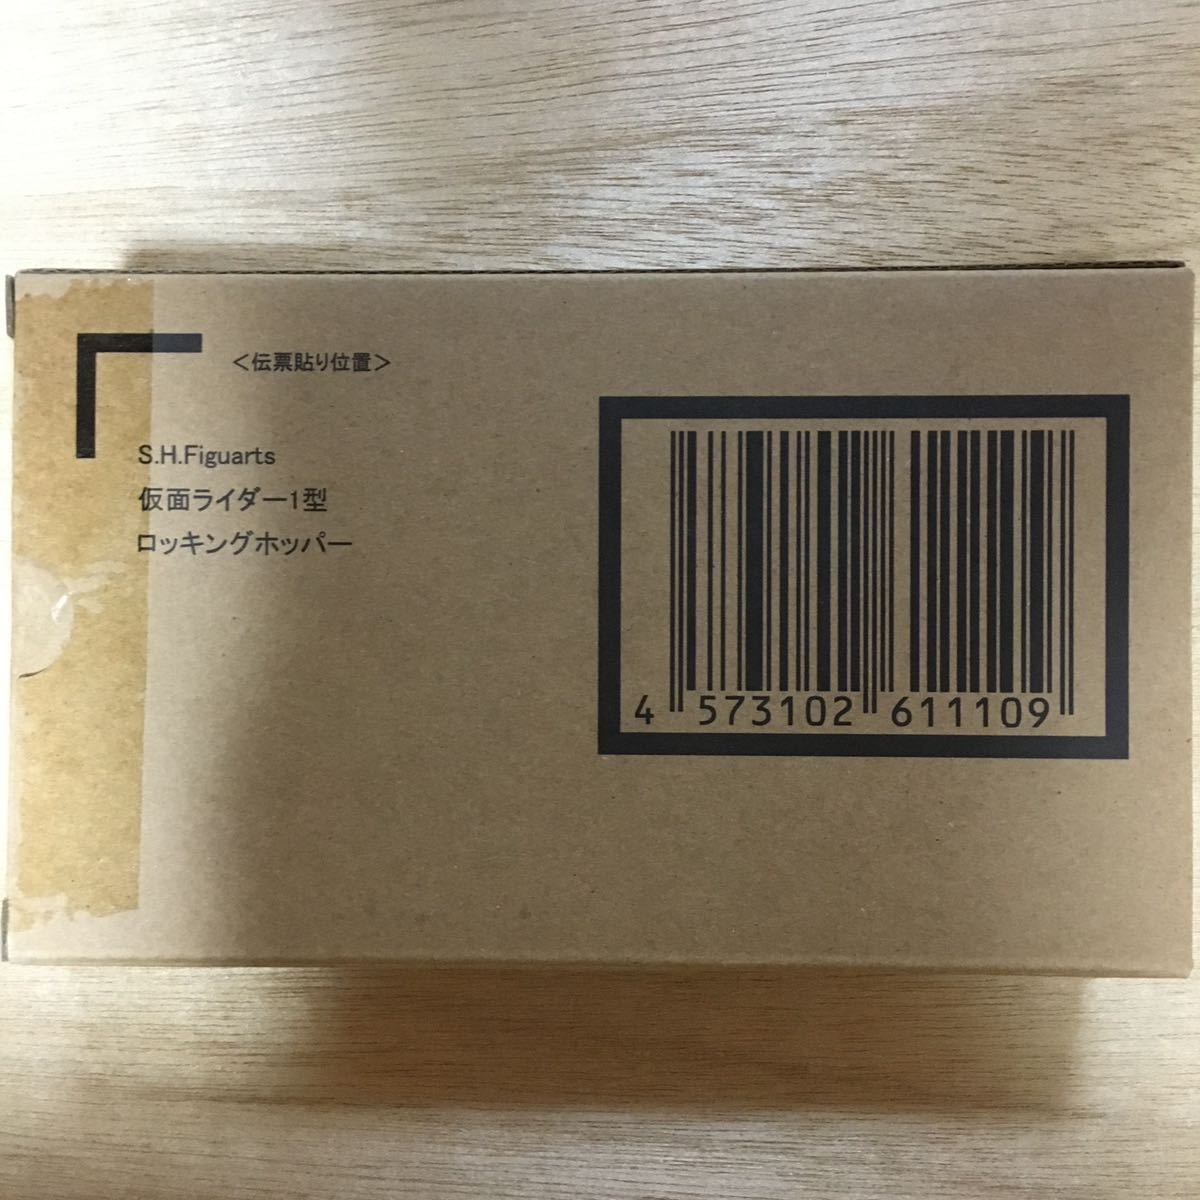 <伝票貼り位置>
S.H.Figuarts
仮面ライダー1型
ロッキングホッパー
4 573102 611109